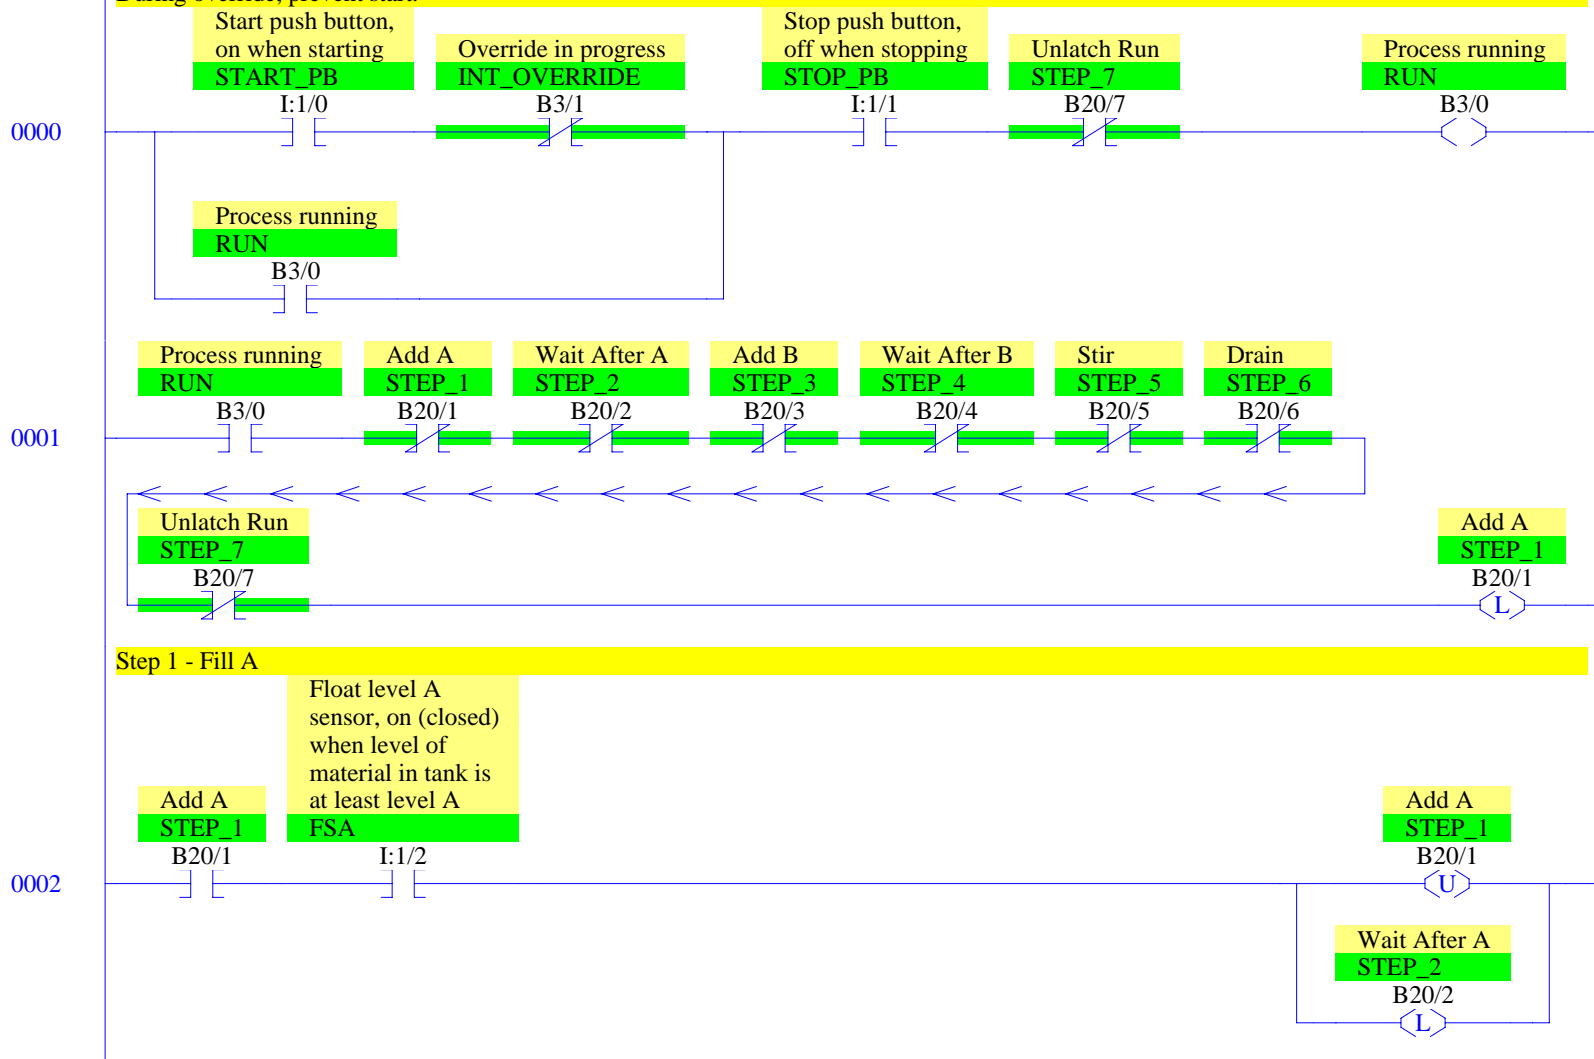 During override, prevent start.
Start push button,
on when starting
START_PB
I:1/0
Override in progress
INT_OVERRIDE
B3/1
Stop push button,
off when stopping
STOP_PB
I:1/1
Unlatch Run
STEP_7
B20/7
Process running
RUN
B3/0
0000
Process running
RUN
B3/0
Process running
RUN
B3/0
Add A
STEP_1
B20/1
Wait After A
STEP_2
B20/2
Add B
STEP_3
B20/3
Wait After B
STEP_4
B20/4
Stir
STEP_5
B20/5
Drain
STEP_6
B20/6
0001
Unlatch Run
STEP_7
B20/7
Add A
STEP_1
B20/1
L
Step 1 - Fill A
Add A
STEP_1
B20/1
Float level A
sensor, on (closed)
when level of
material in tank is
at least level A
FSA
I:1/2
Add A
STEP_1
B20/1
U
0002
Wait After A
STEP_2
B20/2
L